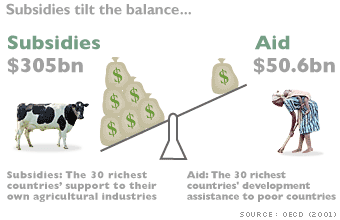 Subsidies tilt the balance...
Subsidies
$305bn
Aid
$50.6bn
$
$
$
$
$
$
$
Subsidies: The 30 richest
countries' support to their
own agricultural industries
Aid: The 30 richest
countries' development
assistance to poor countries
SOURCE: OECD (2001)